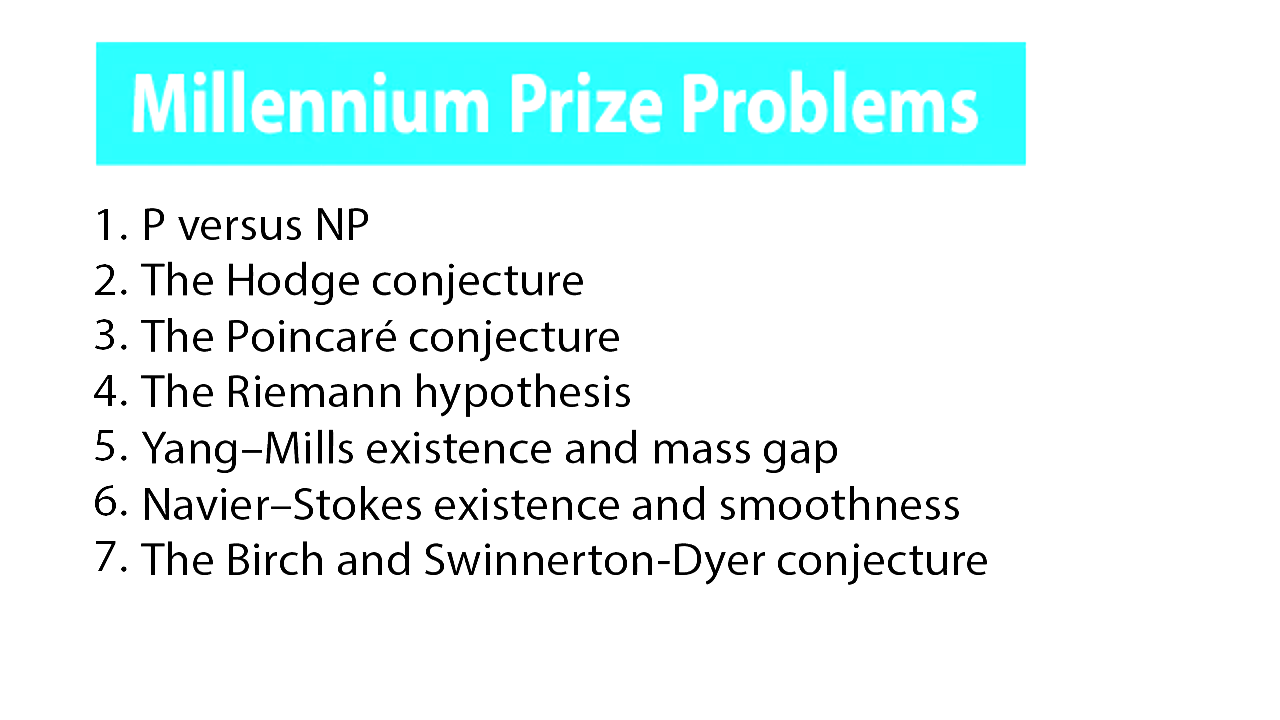 Millennium Prize Problems
1. P versus NP
2. The Hodge conjecture
3. The Poincaré conjecture
4. The Riemann hypothesis
5. Yang–Mills existence and mass gap
6. Navier–Stokes existence and smoothness
7. The Birch and Swinnerton-Dyer conjecture